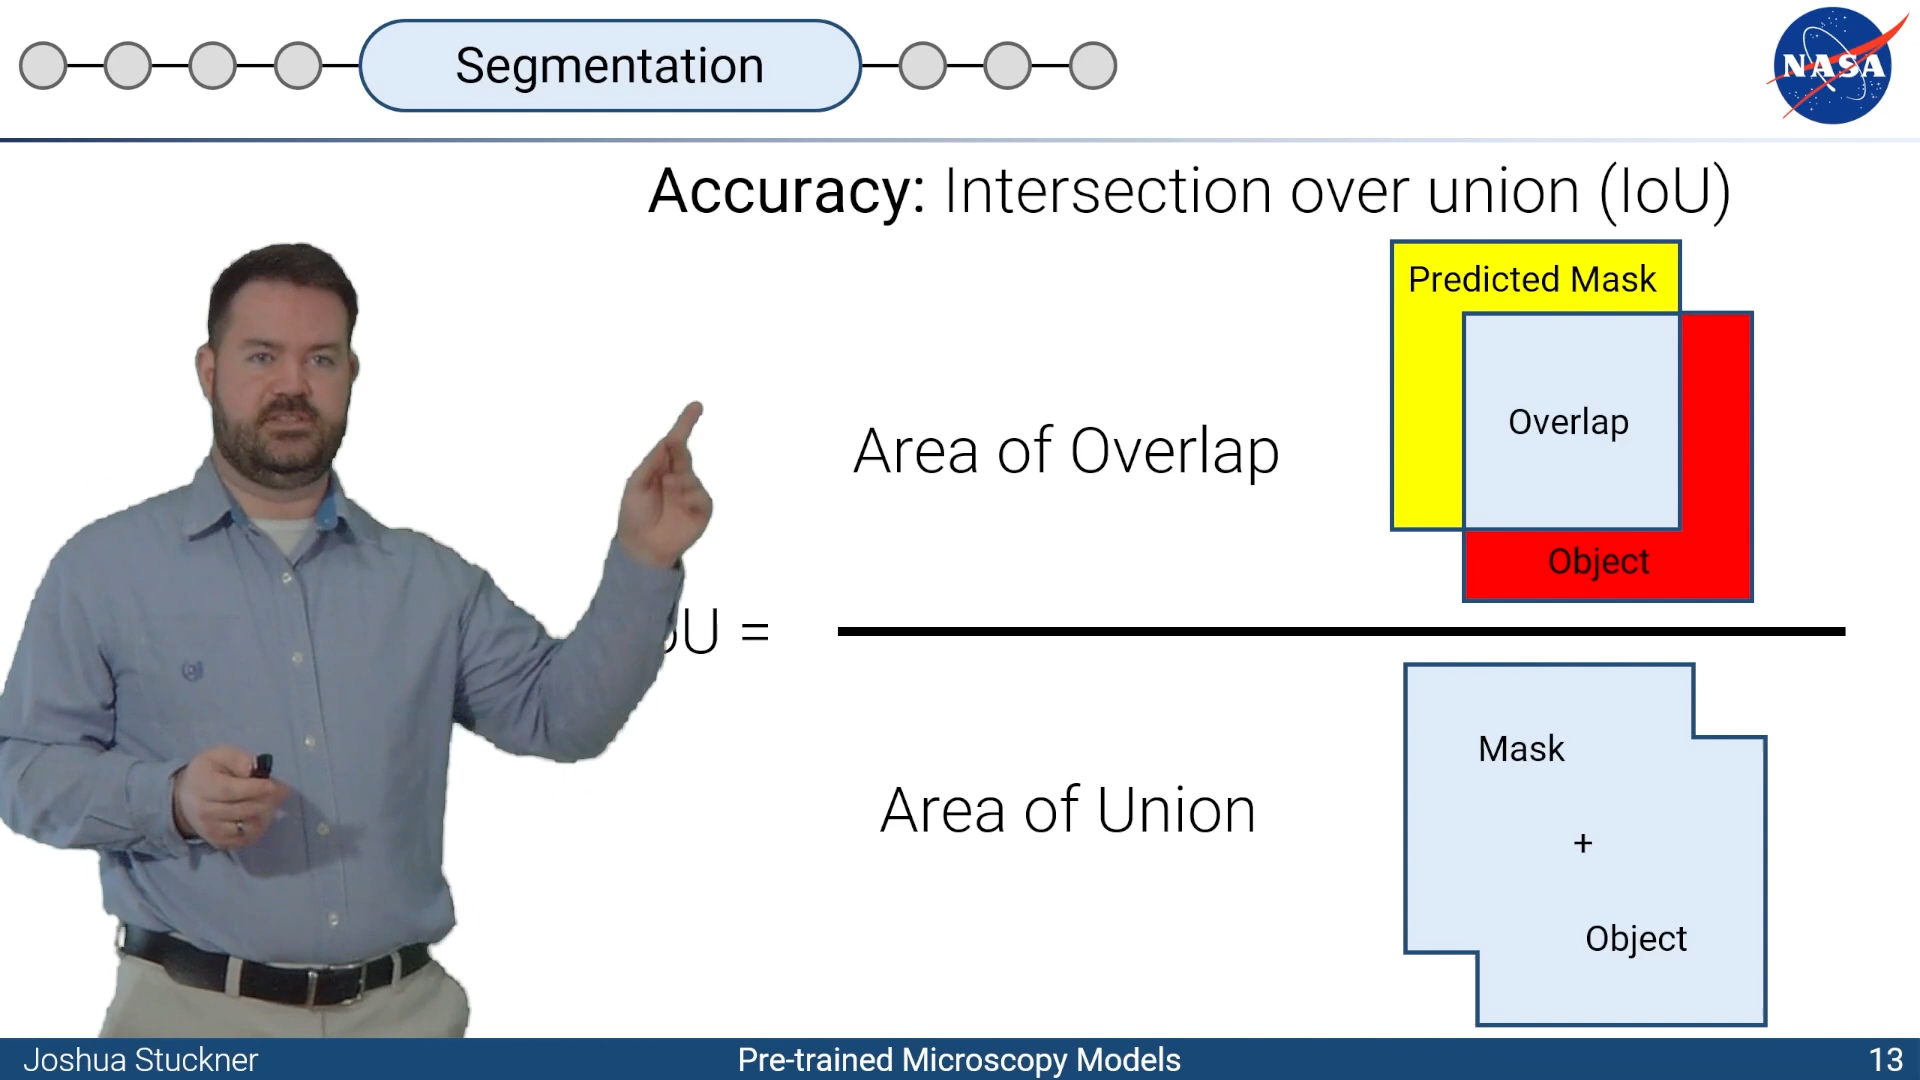 Segmentation
NASA
Accuracy: Intersection over union (IoU)
Predicted Mask
Overlap
Area of Overlap
Object
U =
Mask
+
Area of Union
Object
Joshua Stuckner
Pre-trained Microscopy Models
13